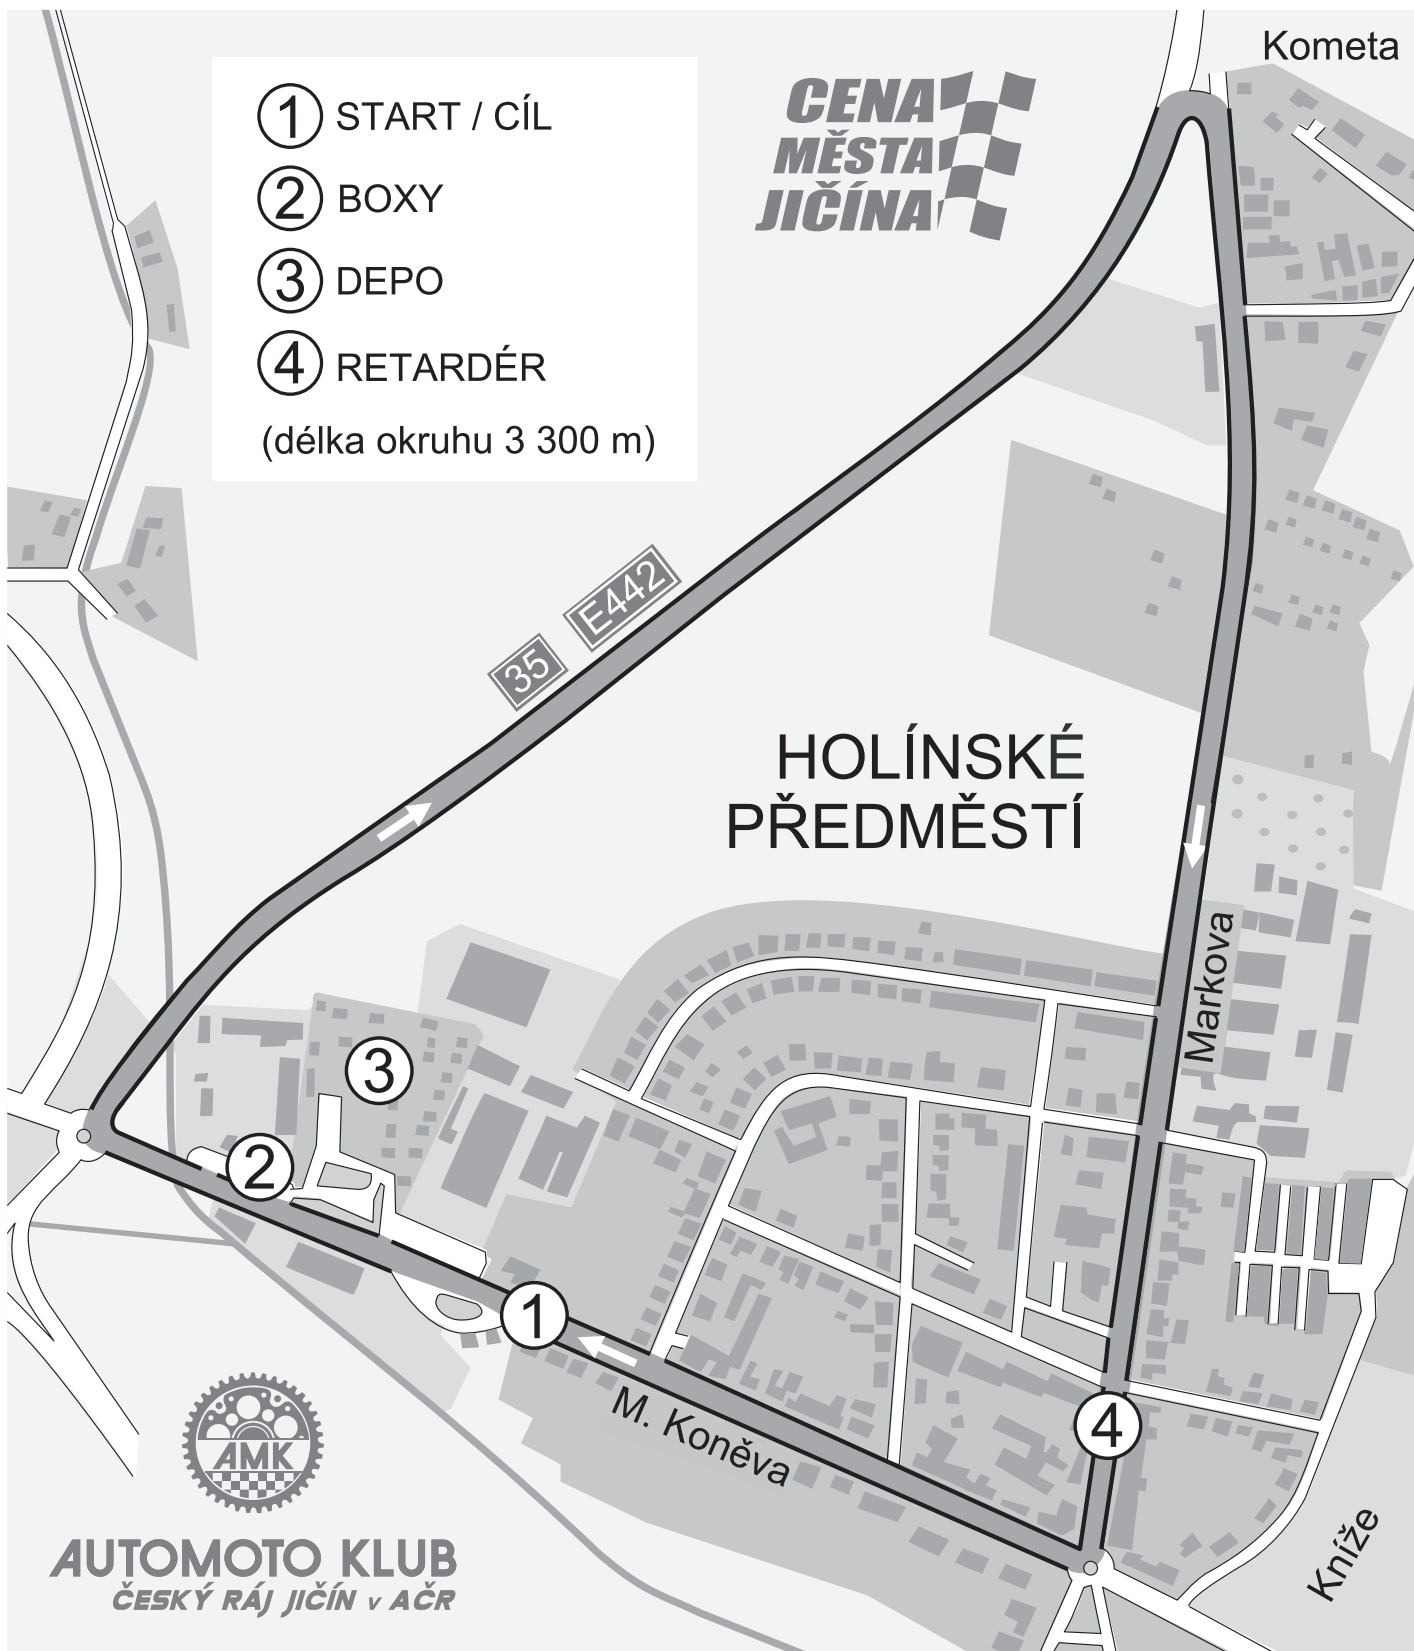 Kometa
1 START / CÍL
2 BOXY
3 DEPO
4 RETARDÉR
(délka okruhu 3 300 m)
CENA
MĚSTA
JIČÍNA
E442
35
HOLÍNSKÉ
PŘEDMĚSTÍ
Markova
3
2
1
M. Koněva
4
Kníže
AMK
AUTOMOTO KLUB
ČESKÝ RÁJ JIČÍN v AČR